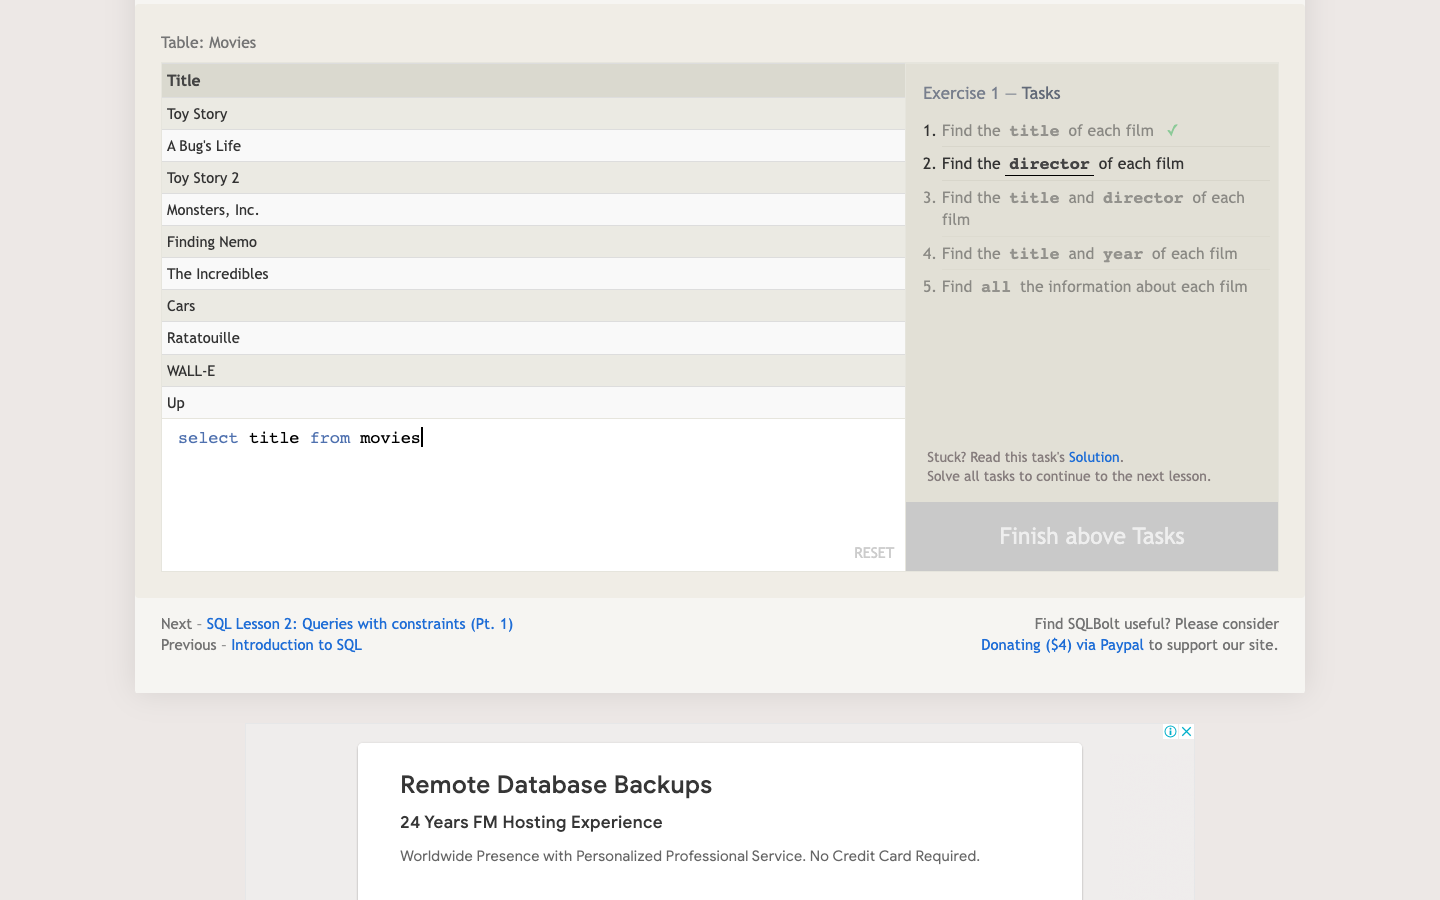 Table: Movies
Title
Toy Story
A Bug's Life
Toy Story 2
Monsters, Inc.
Finding Nemo
The Incredibles
Cars
Ratatouille
WALL-E
Up
select title from movies
RESET
Exercise 1 — Tasks
1. Find the title of each film ✓
2. Find the director of each film
3. Find the title and director of each
film
4. Find the title and year of each film
5. Find all the information about each film
Stuck? Read this task's Solution.
Solve all tasks to continue to the next lesson.
Finish above Tasks
Next – SQL Lesson 2: Queries with constraints (Pt. 1)
Previous – Introduction to SQL
Find SQLBolt useful? Please consider
Donating ($4) via Paypal to support our site.
Remote Database Backups
24 Years FM Hosting Experience
Worldwide Presence with Personalized Professional Service. No Credit Card Required.